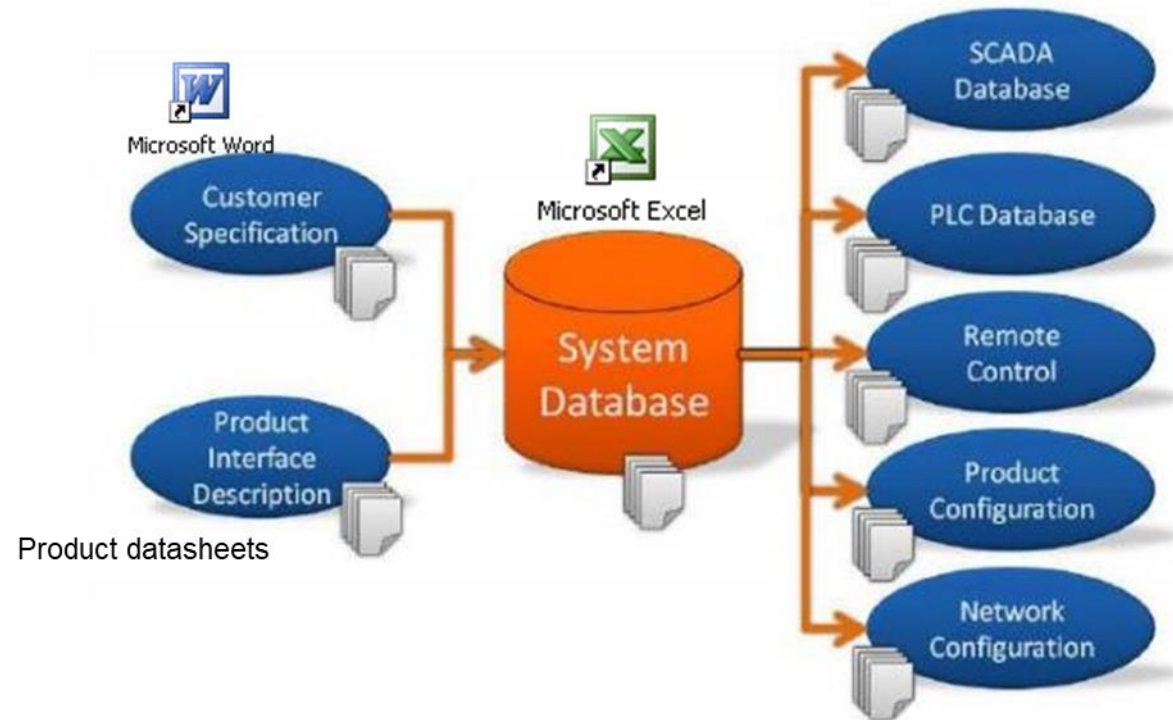 Microsoft Word
Customer
Specification
Product
Interface
Description
Product datasheets
Microsoft Excel
System
Database
SCADA
Database
PLC Database
Remote
Control
Product
Configuration
Network
Configuration